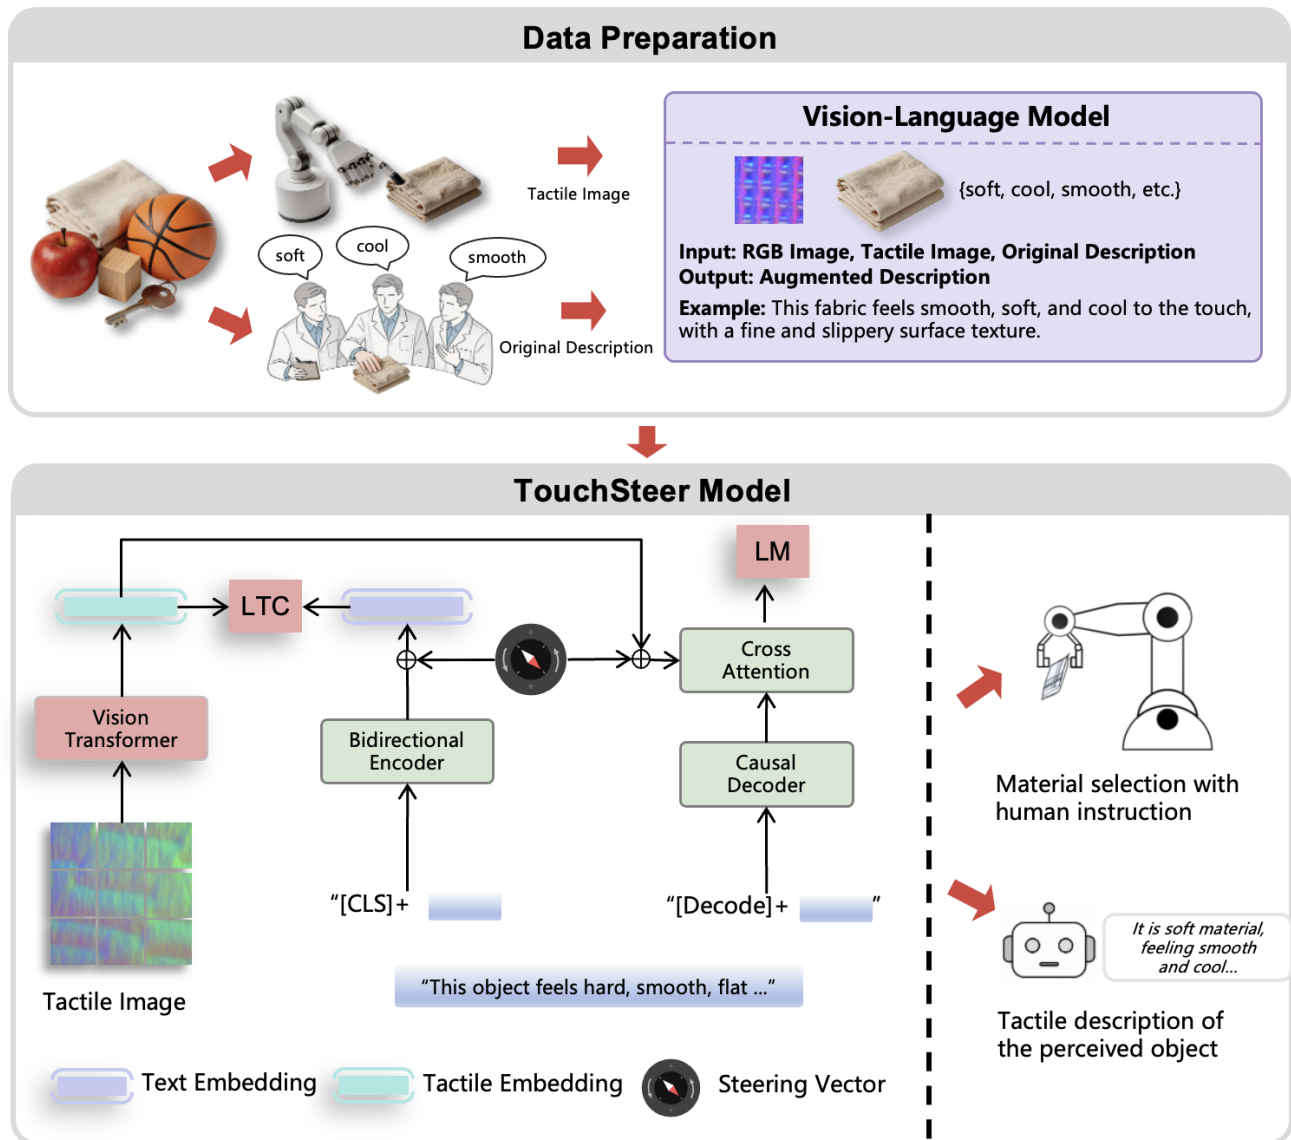 Data Preparation
Vision-Language Model
{soft, cool, smooth, etc.}
Tactile Image
soft
cool
smooth
Original Description
Input: RGB Image, Tactile Image, Original Description
Output: Augmented Description
Example: This fabric feels smooth, soft, and cool to the touch,
with a fine and slippery surface texture.
TouchSteer Model
LM
LTC
Cross
Attention
Vision
Transformer
Bidirectional
Encoder
Causal
Decoder
“[CLS]+
“[Decode]+ ”
Tactile Image
“This object feels hard, smooth, flat ...”
Text Embedding
Tactile Embedding
Steering Vector
Material selection with
human instruction
It is soft material,
feeling smooth
and cool...
Tactile description of
the perceived object